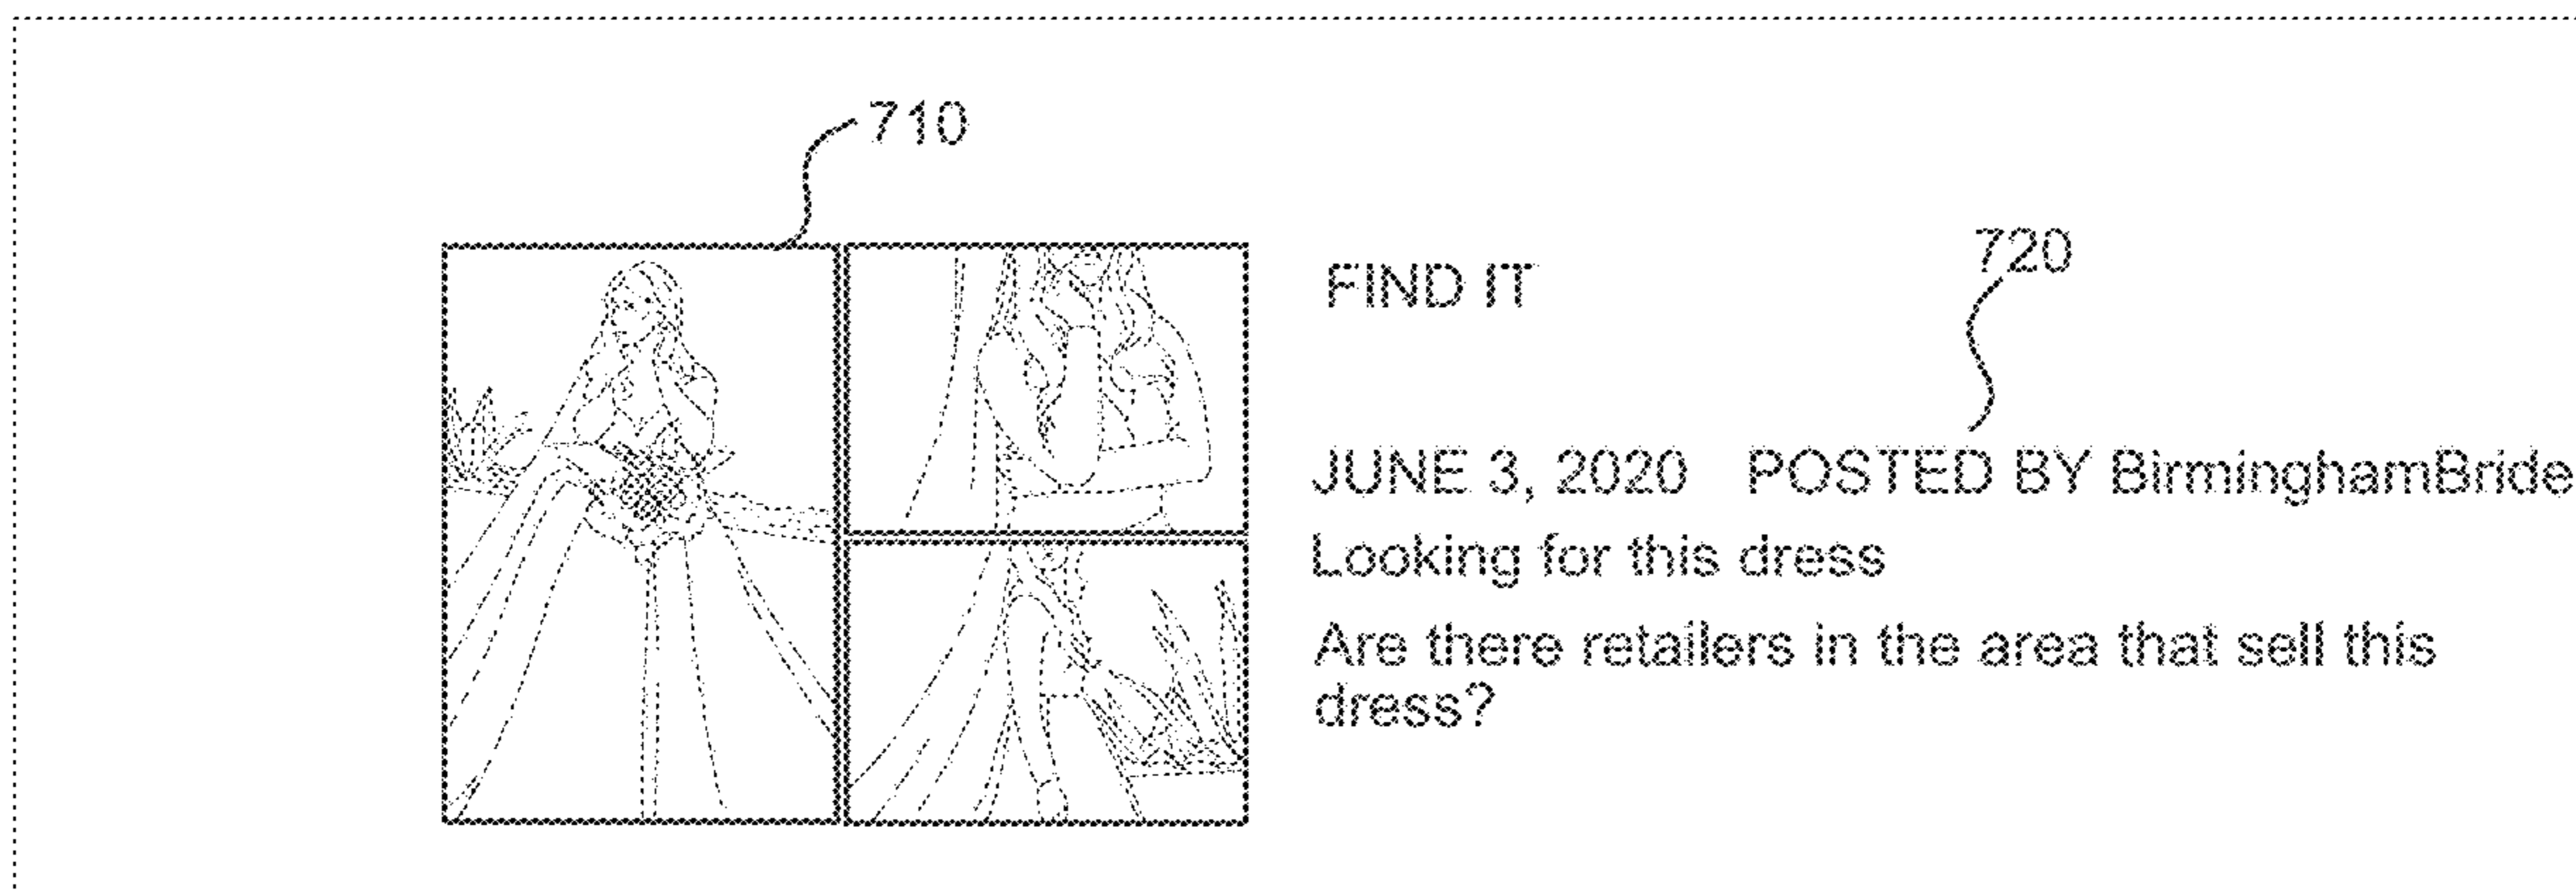 710
FIND IT
720
JUNE 3, 2020 POSTED BY BirminghamBride
Looking for this dress
Are there retailers in the area that sell this
dress?